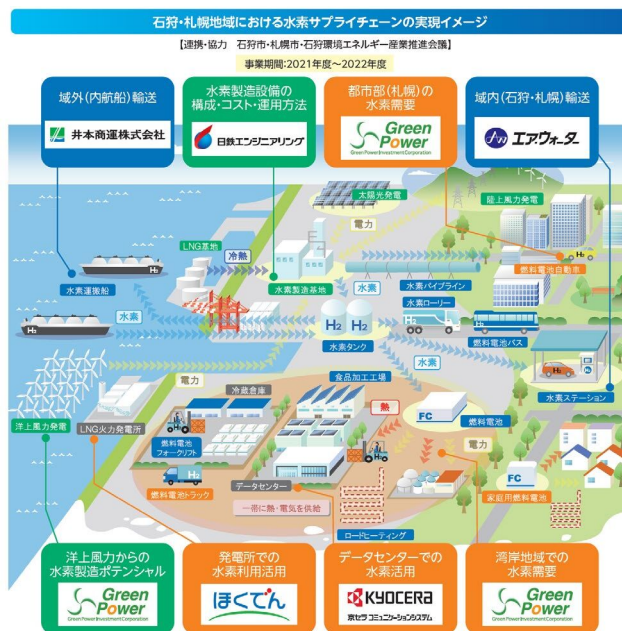 石狩・札幌地域における水素サプライチェーンの実現イメージ
【連携・協力　石狩市・札幌市・石狩環境エネルギー産業推進会議】
事業期間：2021年度～2022年度
域外(内航船)輸送
井本商運株式会社
水素製造設備の
構成・コスト・運用方法
日鉄エンジニアリング
都市部(札幌)の
水素需要
Green
Power
Green Power Investment Corporation
域内(石狩・札幌)輸送
エア・ウォーター
太陽光発電
電力
陸上風力発電
LNG基地
冷熱
燃料電池自動車
水素運搬船
水素製造基地
水素
水素パイプライン
水素ローリー
H2
水素
H2
H2
H2
H2
H2
水素タンク
燃料電池バス
水素
電力
冷蔵倉庫
食品加工工場
水素ステーション
熱
洋上風力発電
LNG火力発電所
FC
燃料電池
燃料電池
フォークリフト
電力
H2
FC
燃料電池トラック
データセンター
家庭用燃料電池
一帯に熱・電気を供給
ロードヒーティング
洋上風力からの
水素製造ポテンシャル
Green
Power
Green Power Investment Corporation
発電所での
水素利用活用
ほくでん
データセンターでの
水素活用
KYOCERA
京セラ コミュニケーションシステム
湾岸地域での
水素需要
Green
Power
Green Power Investment Corporation